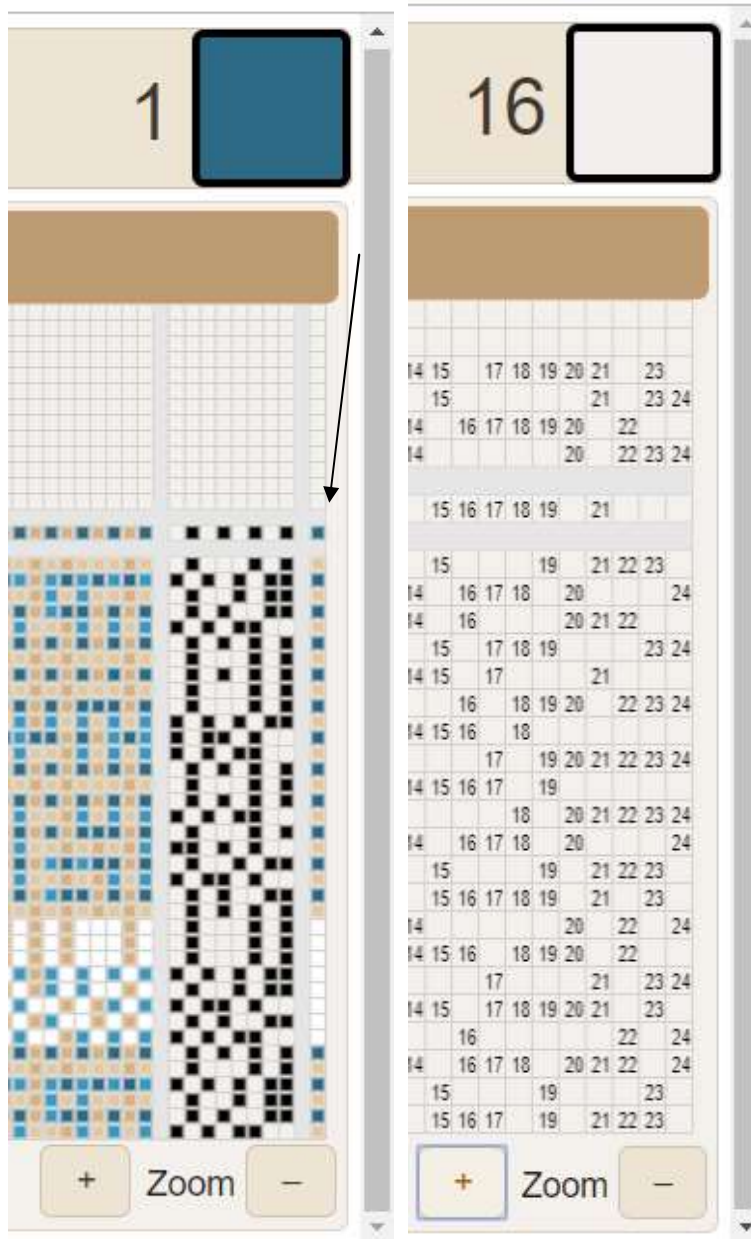 1
+ Zoom –
16
14 15 17 18 19 20 21 23
15 21 23 24
14 16 17 18 19 20 22
14 20 22 23 24
15 16 17 18 19 21
15 19 21 22 23
14 16 17 18 20 24
14 16 20 21 22
15 17 18 19 23 24
14 15 17 21
16 18 19 20 22 23 24
14 15 16 18
17 19 20 21 22 23 24
14 15 16 17 19
18 20 21 22 23 24
14 16 17 18 20 24
15 19 21 22 23
15 16 17 18 19 21 23
14 20 22 24
14 15 16 18 19 20 22
17 21 23 24
14 15 17 18 19 20 21 23
16 22 24
14 16 17 18 20 21 22 24
15 19 23
15 16 17 19 21 22 23
+ Zoom –